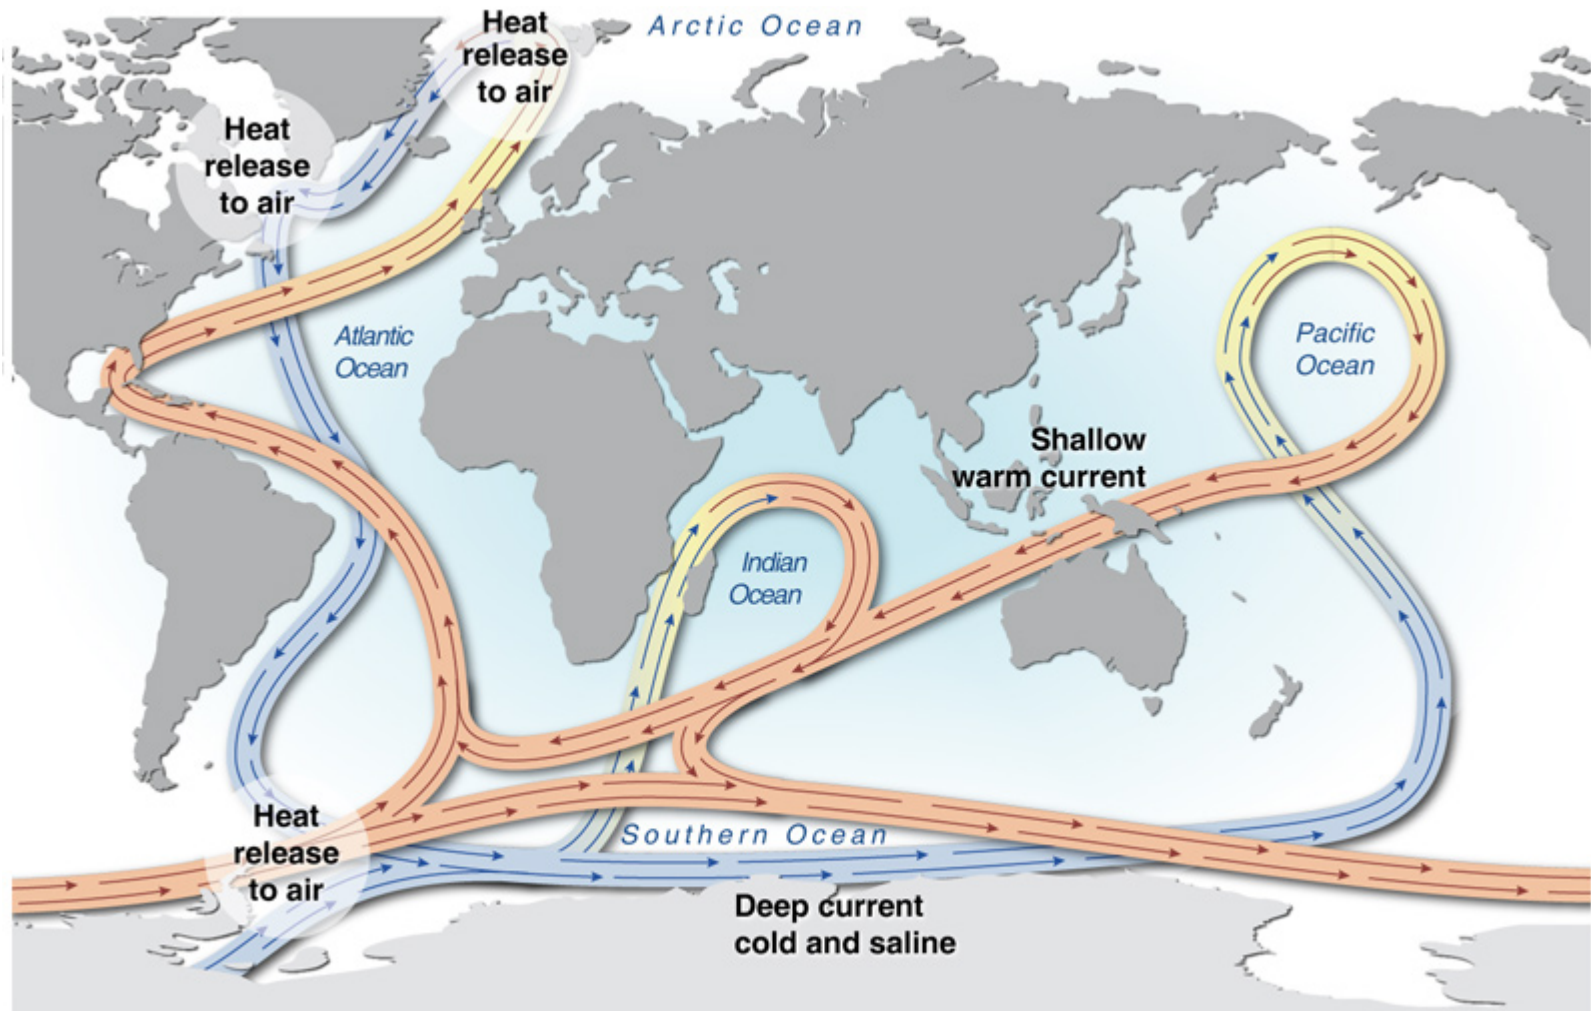 Heat
release
to air
Arctic Ocean
Heat
release
to air
Atlantic
Ocean
Pacific
Ocean
Shallow
warm current
Indian
Ocean
Heat
release
to air
Southern Ocean
Deep current
cold and saline